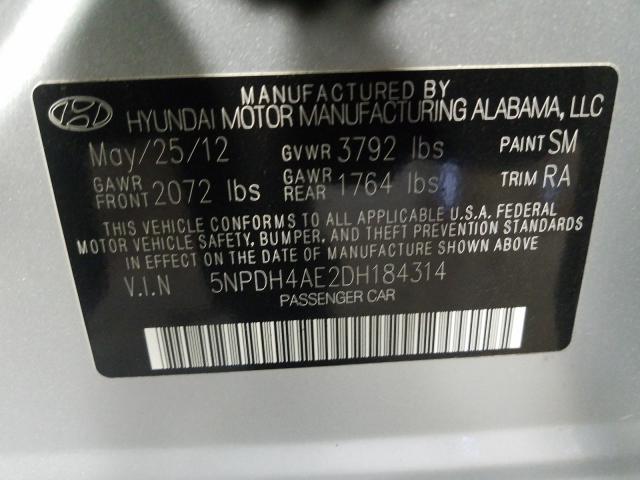 MANUFACTURED BY
HYUNDAI MOTOR MANUFACTURING ALABAMA, LLC
May/25/12 GVWR 3792 lbs PAINT SM
GAWR FRONT 2072 lbs GAWR REAR 1764 lbs TRIM RA
THIS VEHICLE CONFORMS TO ALL APPLICABLE U.S.A. FEDERAL
MOTOR VEHICLE SAFETY, BUMPER, AND THEFT PREVENTION STANDARDS
IN EFFECT ON THE DATE OF MANUFACTURE SHOWN ABOVE
V.I.N 5NPDH4AE2DH184314
PASSENGER CAR